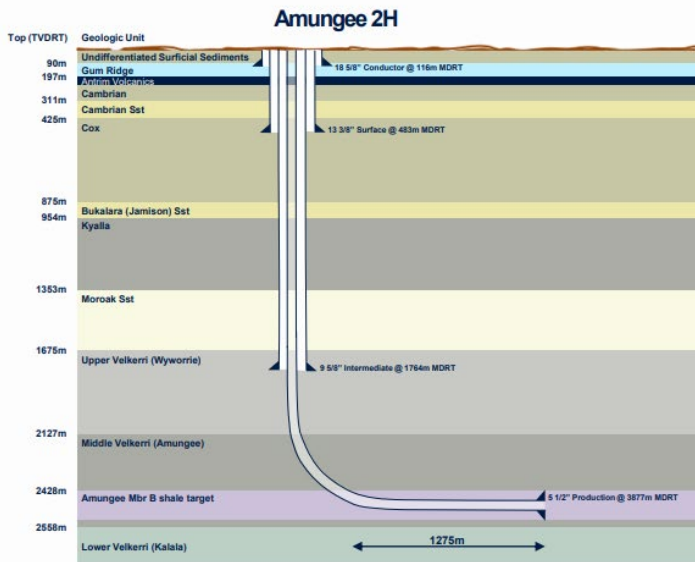 Amungee 2H
Top (TVDRT) Geologic Unit
Undifferentiated Surficial Sediments
90m
18 5/8" Conductor @ 116m MDRT
Gum Ridge
197m
Antrim Volcanics
Cambrian
311m
Cambrian Sst
425m
Cox
13 3/8" Surface @ 483m MDRT
875m
Bukalara (Jamison) Sst
954m
Kyalla
1353m
Moroak Sst
1675m
Upper Velkerri (Wyworrie)
9 5/8" Intermediate @ 1764m MDRT
2127m
Middle Velkerri (Amungee)
2428m
Amungee Mbr B shale target
5 1/2" Production @ 3877m MDRT
2558m
1275m
Lower Velkerri (Kalala)